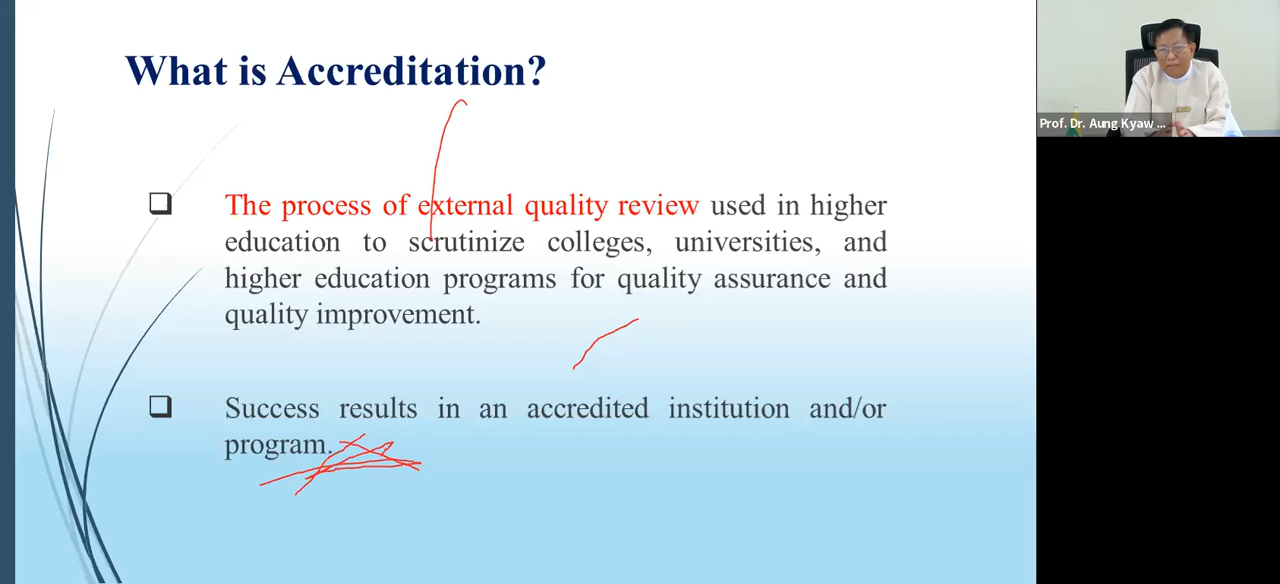 What is Accreditation?
The process of external quality review used in higher
education to scrutinize colleges, universities, and
higher education programs for quality assurance and
quality improvement.
Success results in an accredited institution and/or
program.
Prof. Dr. Aung Kyaw ...